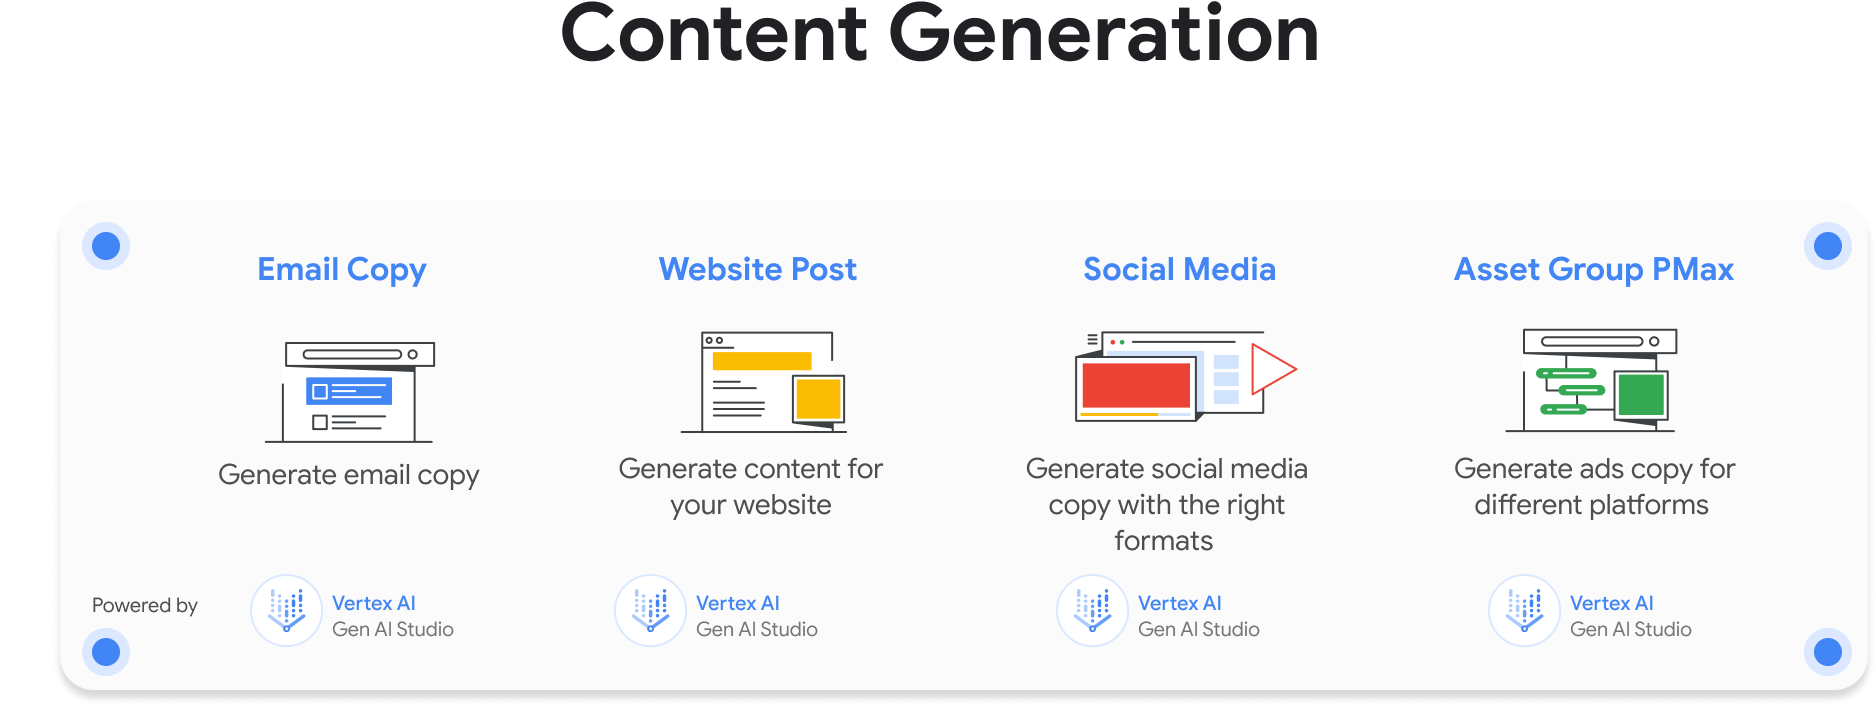 Content Generation
Email Copy
Generate email copy
Website Post
Generate content for
your website
Social Media
Generate social media
copy with the right
formats
Asset Group PMax
Generate ads copy for
different platforms
Powered by
Vertex AI
Gen AI Studio
Vertex AI
Gen AI Studio
Vertex AI
Gen AI Studio
Vertex AI
Gen AI Studio